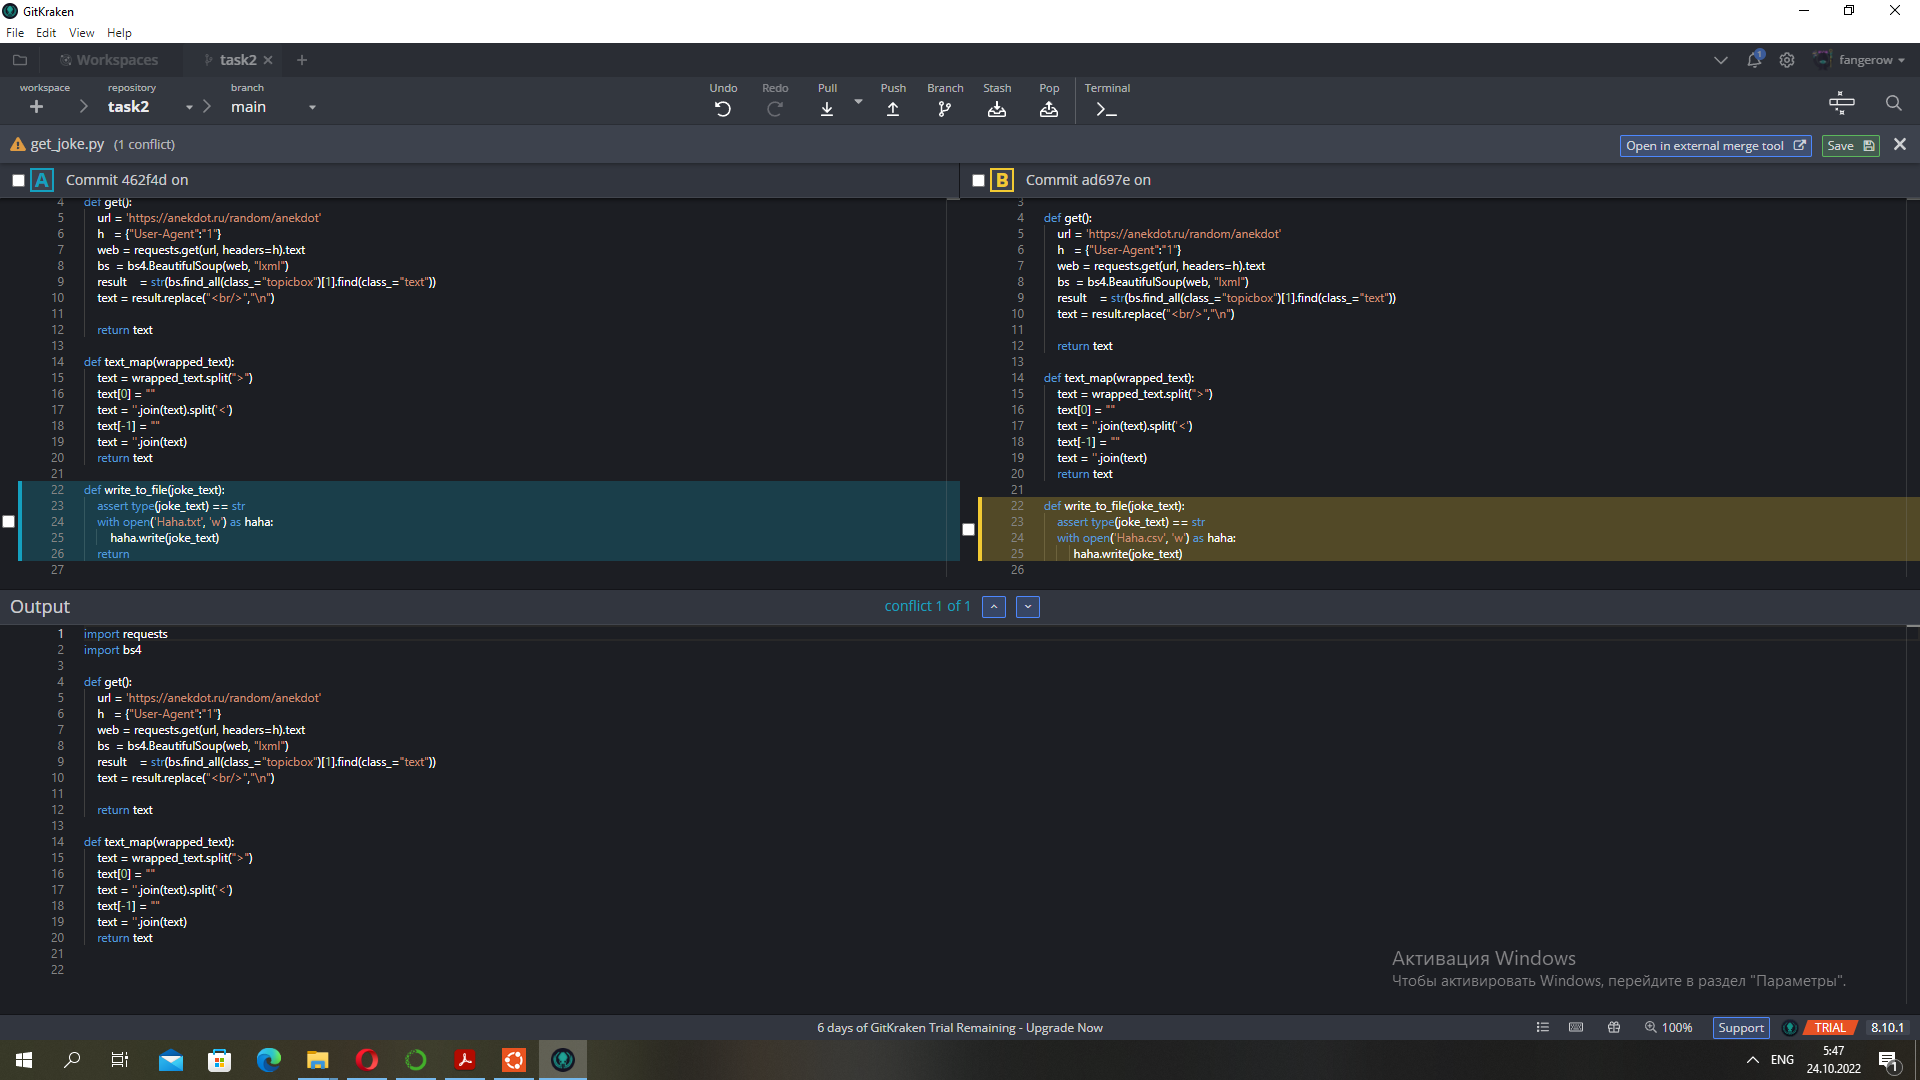 GitKraken
File Edit View Help
Workspaces task2
workspace repository branch
task2 main
Undo Redo Pull Push Branch Stash Pop Terminal
fangerow
get_joke.py (1 conflict)
Open in external merge tool Save
A Commit 462f4d on
4 def get():
5 url = 'https://anekdot.ru/random/anekdot'
6 h = {"User-Agent":"1"}
7 web = requests.get(url, headers=h).text
8 bs = bs4.BeautifulSoup(web, "lxml")
9 result = str(bs.find_all(class_="topicbox")[1].find(class_="text"))
10 text = result.replace("<br/>","\n")
11
12 return text
13
14 def text_map(wrapped_text):
15 text = wrapped_text.split(">")
16 text[0] = ""
17 text = ''.join(text).split('<')
18 text[-1] = ""
19 text = ''.join(text)
20 return text
21
22 def write_to_file(joke_text):
23 assert type(joke_text) == str
24 with open('Haha.txt', 'w') as haha:
25 haha.write(joke_text)
26 return
27
B Commit ad697e on
3
4 def get():
5 url = 'https://anekdot.ru/random/anekdot'
6 h = {"User-Agent":"1"}
7 web = requests.get(url, headers=h).text
8 bs = bs4.BeautifulSoup(web, "lxml")
9 result = str(bs.find_all(class_="topicbox")[1].find(class_="text"))
10 text = result.replace("<br/>","\n")
11
12 return text
13
14 def text_map(wrapped_text):
15 text = wrapped_text.split(">")
16 text[0] = ""
17 text = ''.join(text).split('<')
18 text[-1] = ""
19 text = ''.join(text)
20 return text
21
22 def write_to_file(joke_text):
23 assert type(joke_text) == str
24 with open('Haha.csv', 'w') as haha:
25 haha.write(joke_text)
26
Output
conflict 1 of 1
1 import requests
2 import bs4
3
4 def get():
5 url = 'https://anekdot.ru/random/anekdot'
6 h = {"User-Agent":"1"}
7 web = requests.get(url, headers=h).text
8 bs = bs4.BeautifulSoup(web, "lxml")
9 result = str(bs.find_all(class_="topicbox")[1].find(class_="text"))
10 text = result.replace("<br/>","\n")
11
12 return text
13
14 def text_map(wrapped_text):
15 text = wrapped_text.split(">")
16 text[0] = ""
17 text = ''.join(text).split('<')
18 text[-1] = ""
19 text = ''.join(text)
20 return text
21
22
Активация Windows
Чтобы активировать Windows, перейдите в раздел "Параметры".
6 days of GitKraken Trial Remaining - Upgrade Now
100% Support TRIAL 8.10.1
ENG
5:47
24.10.2022
1